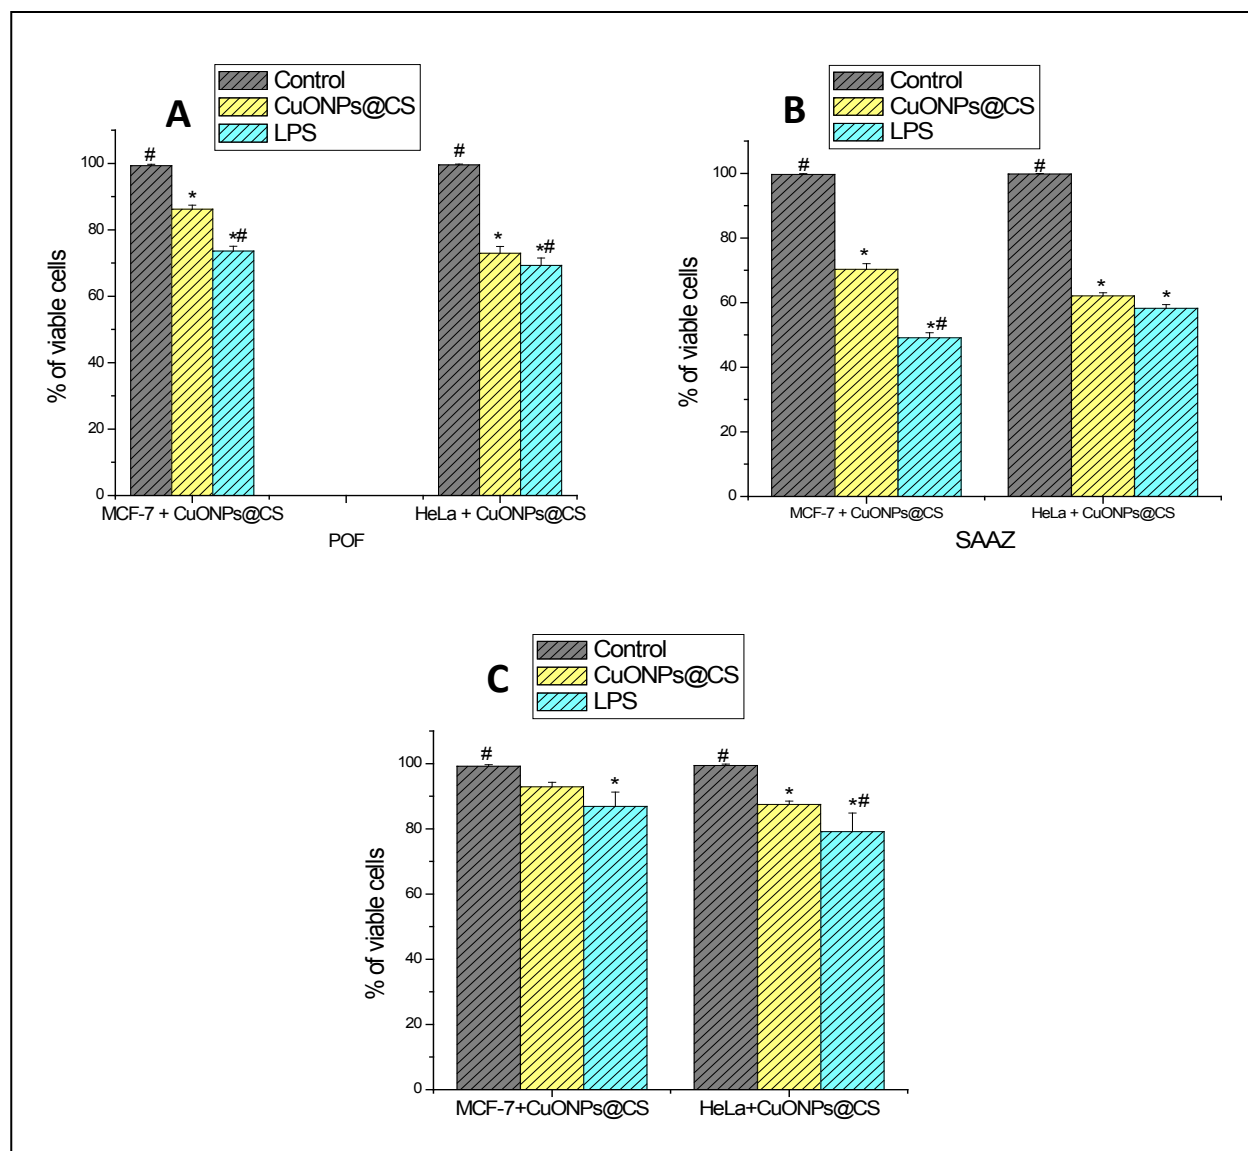 A
Control
CuONPs@CS
LPS
% of viable cells
100
80
60
40
20
0
#
*
*#
#
*
*#
MCF-7 + CuONPs@CS
HeLa + CuONPs@CS
POF
B
Control
CuONPs@CS
LPS
% of viable cells
100
80
60
40
20
0
#
*
*#
#
*
*
MCF-7 + CuONPs@CS
HeLa + CuONPs@CS
SAAZ
C
Control
CuONPs@CS
LPS
% of viable cells
100
80
60
40
20
0
#
*
#
*
*#
MCF-7+CuONPs@CS
HeLa+CuONPs@CS